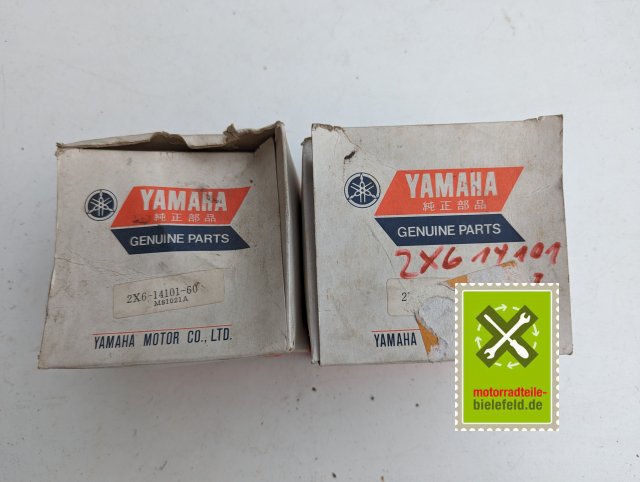 YAMAHA
純正部品
GENUINE PARTS
2X6-14101-60
M81021A
YAMAHA MOTOR CO., LTD.
YAMAHA
純正部品
GENUINE PARTS
2X6 14101
YAMAHA
motorradteile-
bielefeld.de